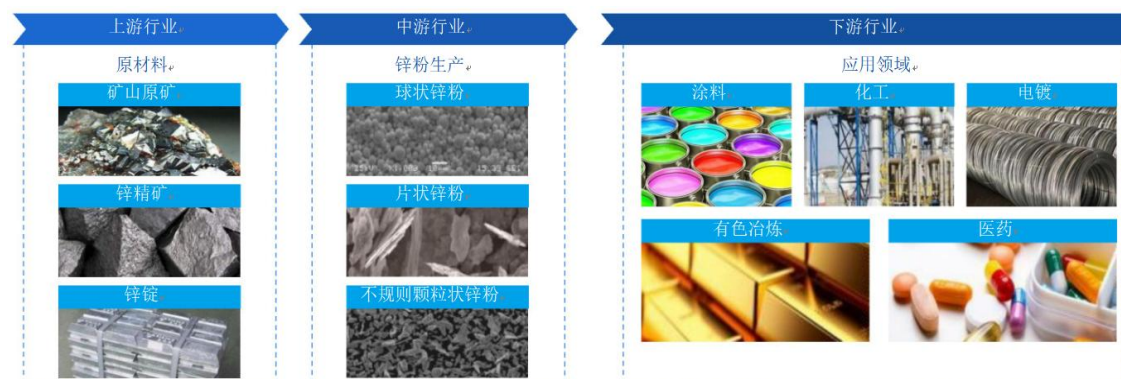 上游行业
中游行业
下游行业
原材料
锌粉生产
应用领域
矿山原矿
球状锌粉
涂料
化工
电镀
锌精矿
片状锌粉
有色冶炼
医药
锌锭
不规则颗粒状锌粉